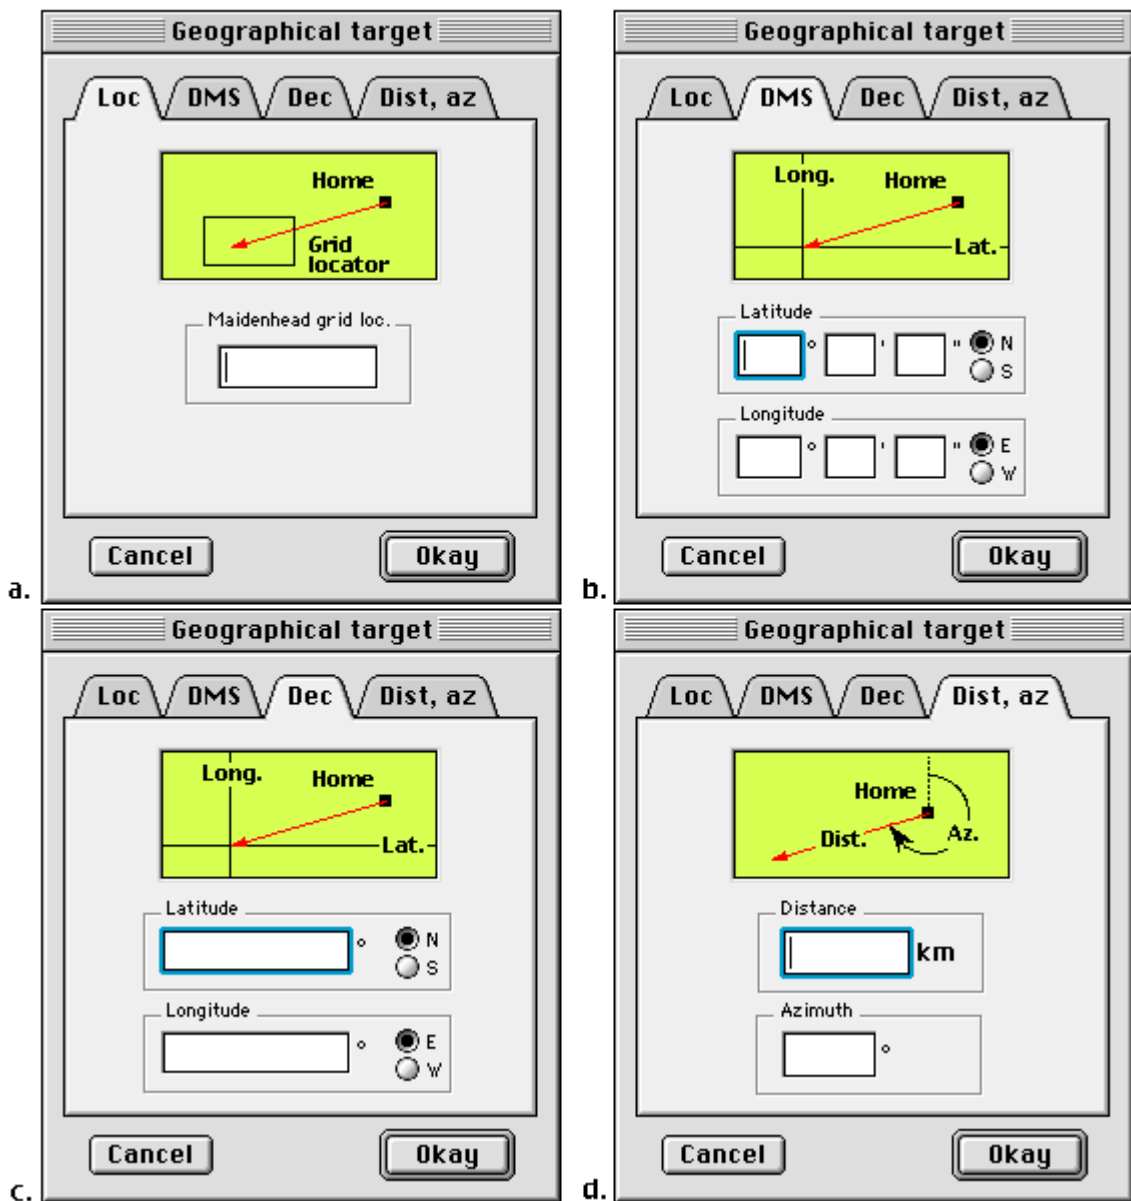 Geographical target
Loc DMS Dec Dist, az
Home
Grid
locator
Maidenhead grid loc.
Cancel Okay
a.
Geographical target
Loc DMS Dec Dist, az
Long. Home
Lat.
Latitude
° ' " N
S
Longitude
° ' " E
W
Cancel Okay
b.
Geographical target
Loc DMS Dec Dist, az
Long. Home
Lat.
Latitude
° N
S
Longitude
° E
W
Cancel Okay
c.
Geographical target
Loc DMS Dec Dist, az
Home
Dist. Az.
Distance
km
Azimuth
°
Cancel Okay
d.